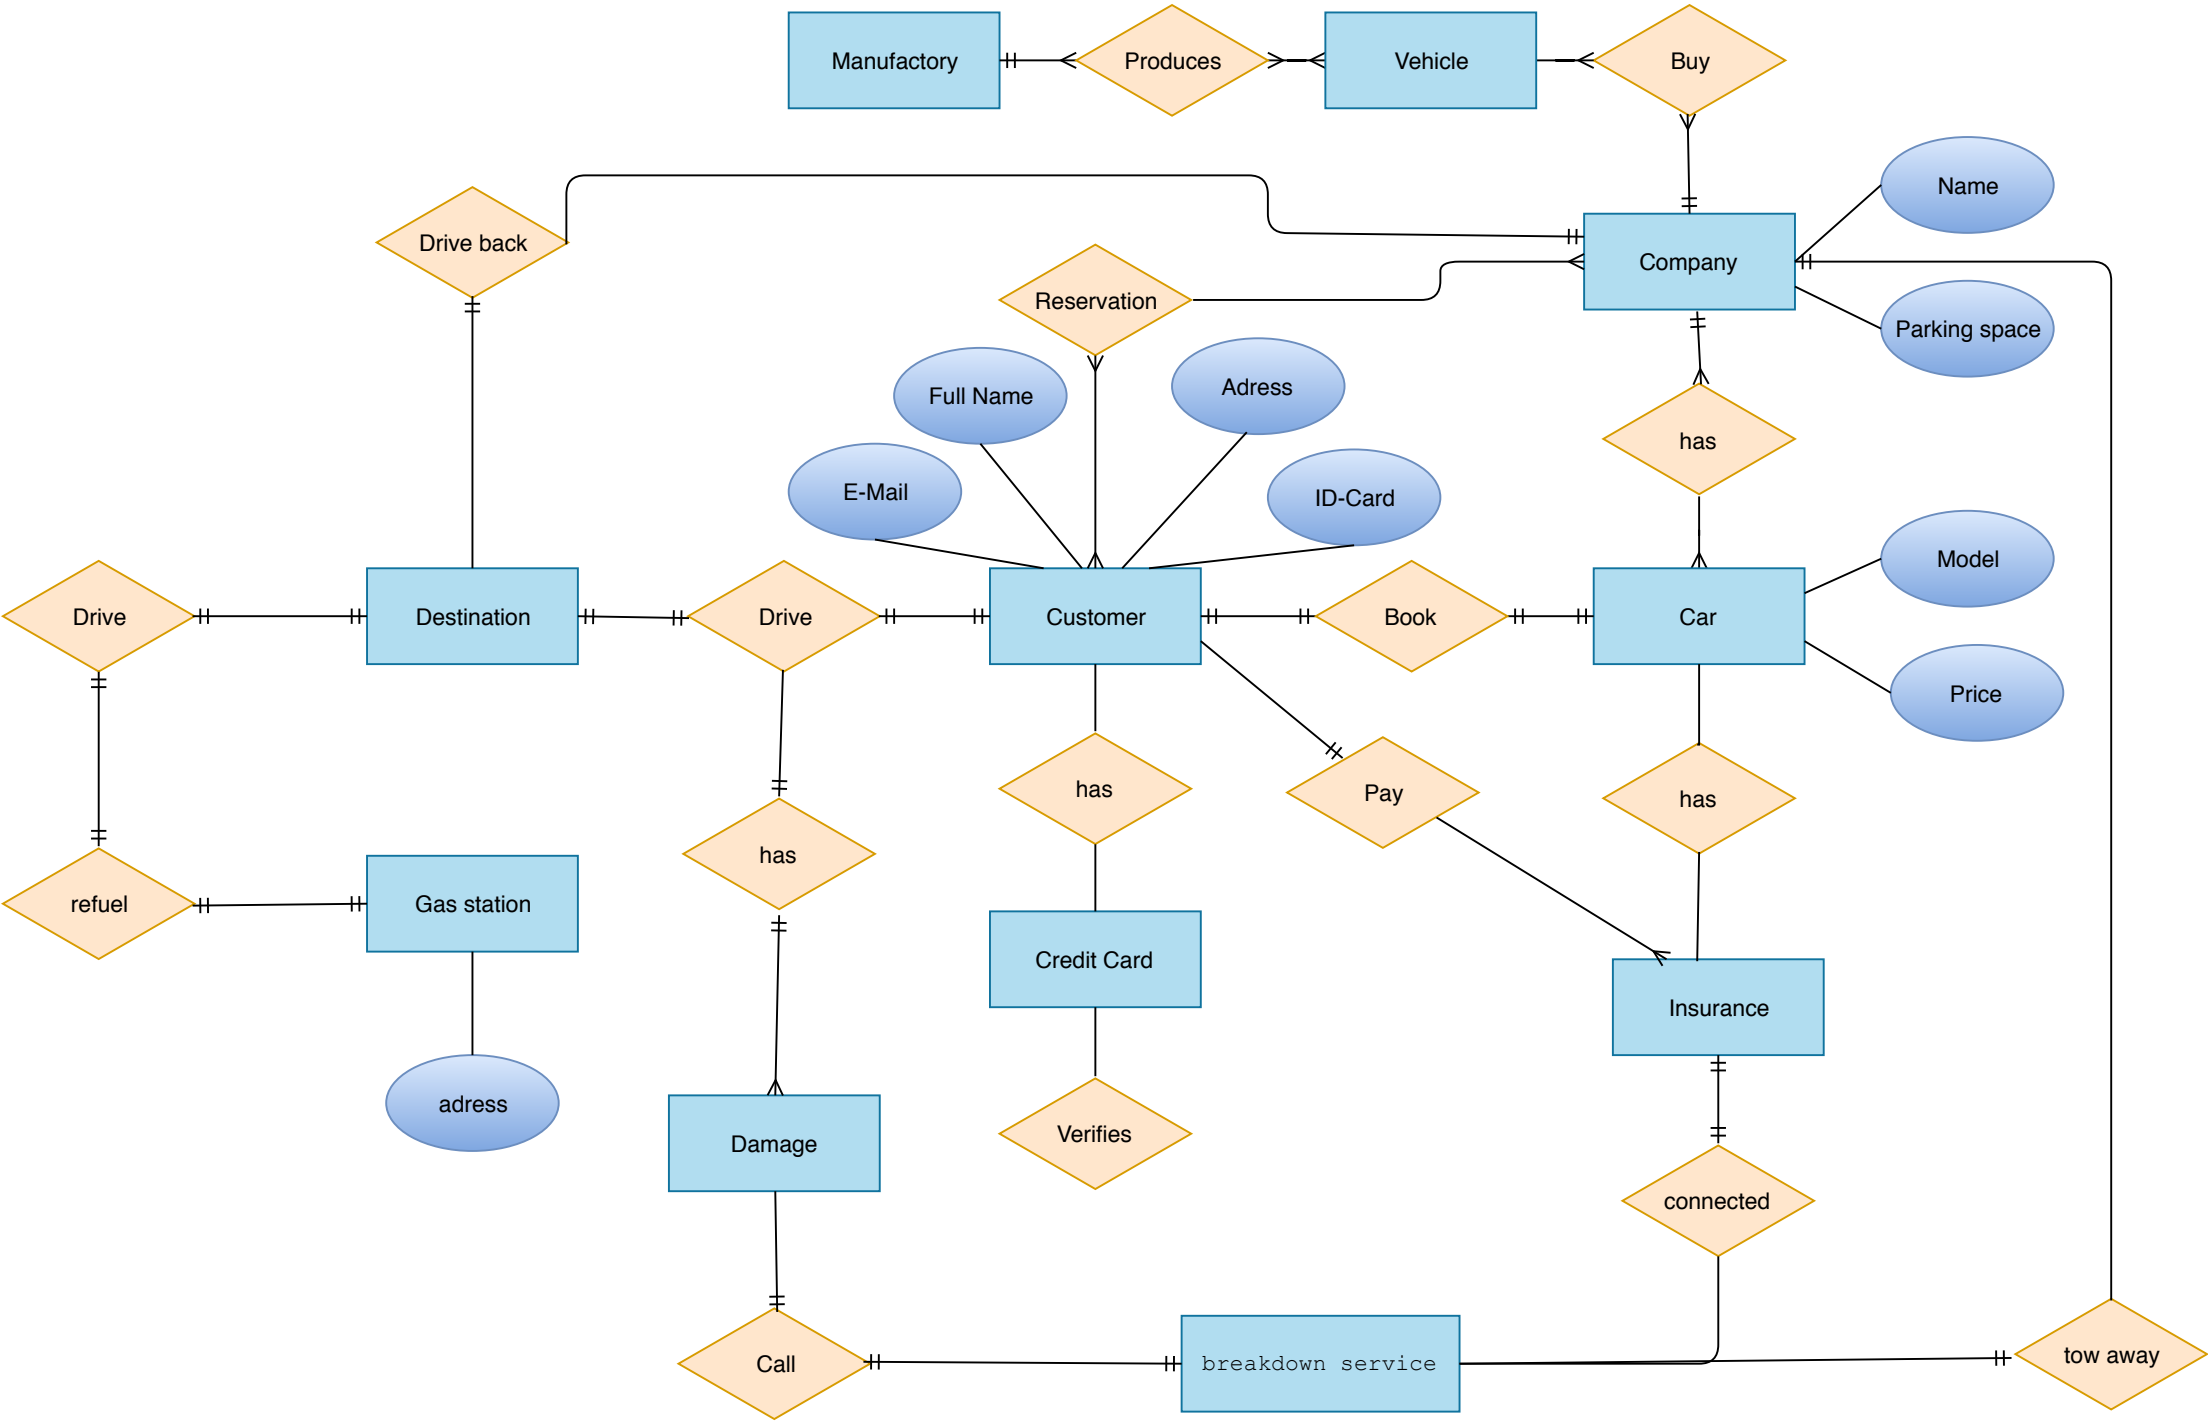 Manufactory
Produces
Vehicle
Buy
Name
Drive back
Company
Reservation
Parking space
Full Name
Adress
has
E-Mail
ID-Card
Model
Drive
Destination
Drive
Customer
Book
Car
Price
has
Pay
has
has
refuel
Gas station
Credit Card
Insurance
adress
Damage
Verifies
connected
Call
breakdown service
tow away